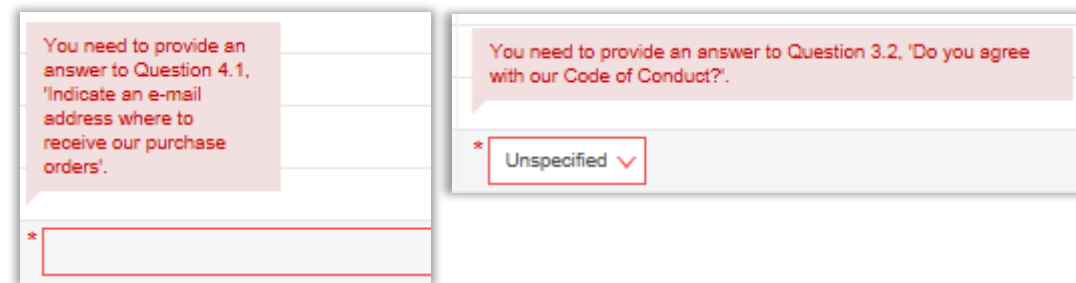 You need to provide an
answer to Question 4.1,
'Indicate an e-mail
address where to
receive our purchase
orders'.
*
You need to provide an answer to Question 3.2, 'Do you agree
with our Code of Conduct?'.
* Unspecified